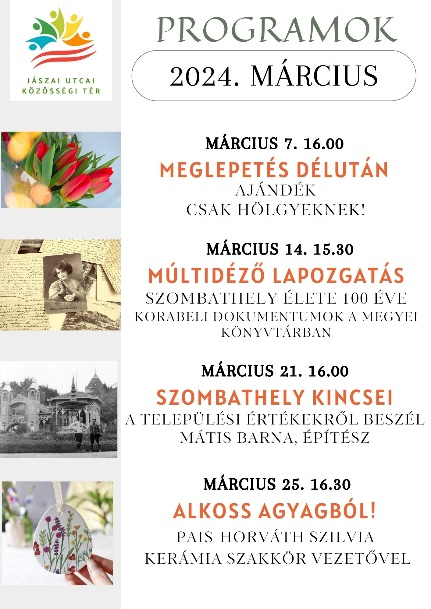 PROGRAMOK
2024. MÁRCIUS
IÁSZAI UTCAI
KÖZÖSSÉGI TÉR
MÁRCIUS 7. 16.00
MEGLEPETÉS DÉLUTÁN
AJÁNDÉK
CSAK HÖLGYEKNEK!
MÁRCIUS 14. 15.30
MÚLTIDÉZŐ LAPOZGATÁS
SZOMBATHELY ÉLETE 100 ÉVE
KORABELI DOKUMENTUMOK A MEGYEI
KÖNYVTÁRBAN
MÁRCIUS 21. 16.00
SZOMBATHELY KINCSEI
A TELEPÜLÉSI ÉRTÉKEKRŐL BESZÉL
MÁTIS BARNA, ÉPÍTÉSZ
MÁRCIUS 25. 16.30
ALKOSS AGYAGBÓL!
PAIS-HORVÁTH SZILVIA
KERÁMIA SZAKKÖR VEZETŐVEL